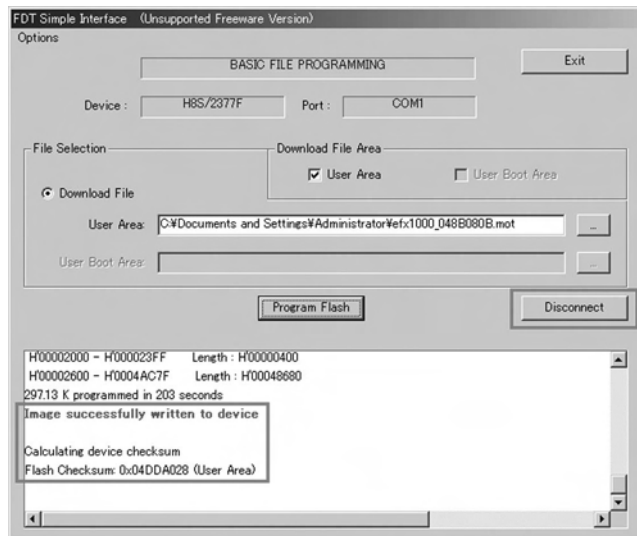 FDT Simple Interface (Unsupported Freeware Version)
Options
BASIC FILE PROGRAMMING
Exit
Device : H8S/2377F Port : COM1
File Selection
Download File Area
User Area
User Boot Area
Download File
User Area: C:¥Documents and Settings¥Administrator¥efx1000_048B080B.mot ...
User Boot Area: ...
Program Flash
Disconnect
H'00002000 - H'000023FF Length : H'00000400
H'00002600 - H'0004AC7F Length : H'00048680
297.13 K programmed in 203 seconds
Image successfully written to device
Calculating device checksum
Flash Checksum: 0x04DDA028 (User Area)